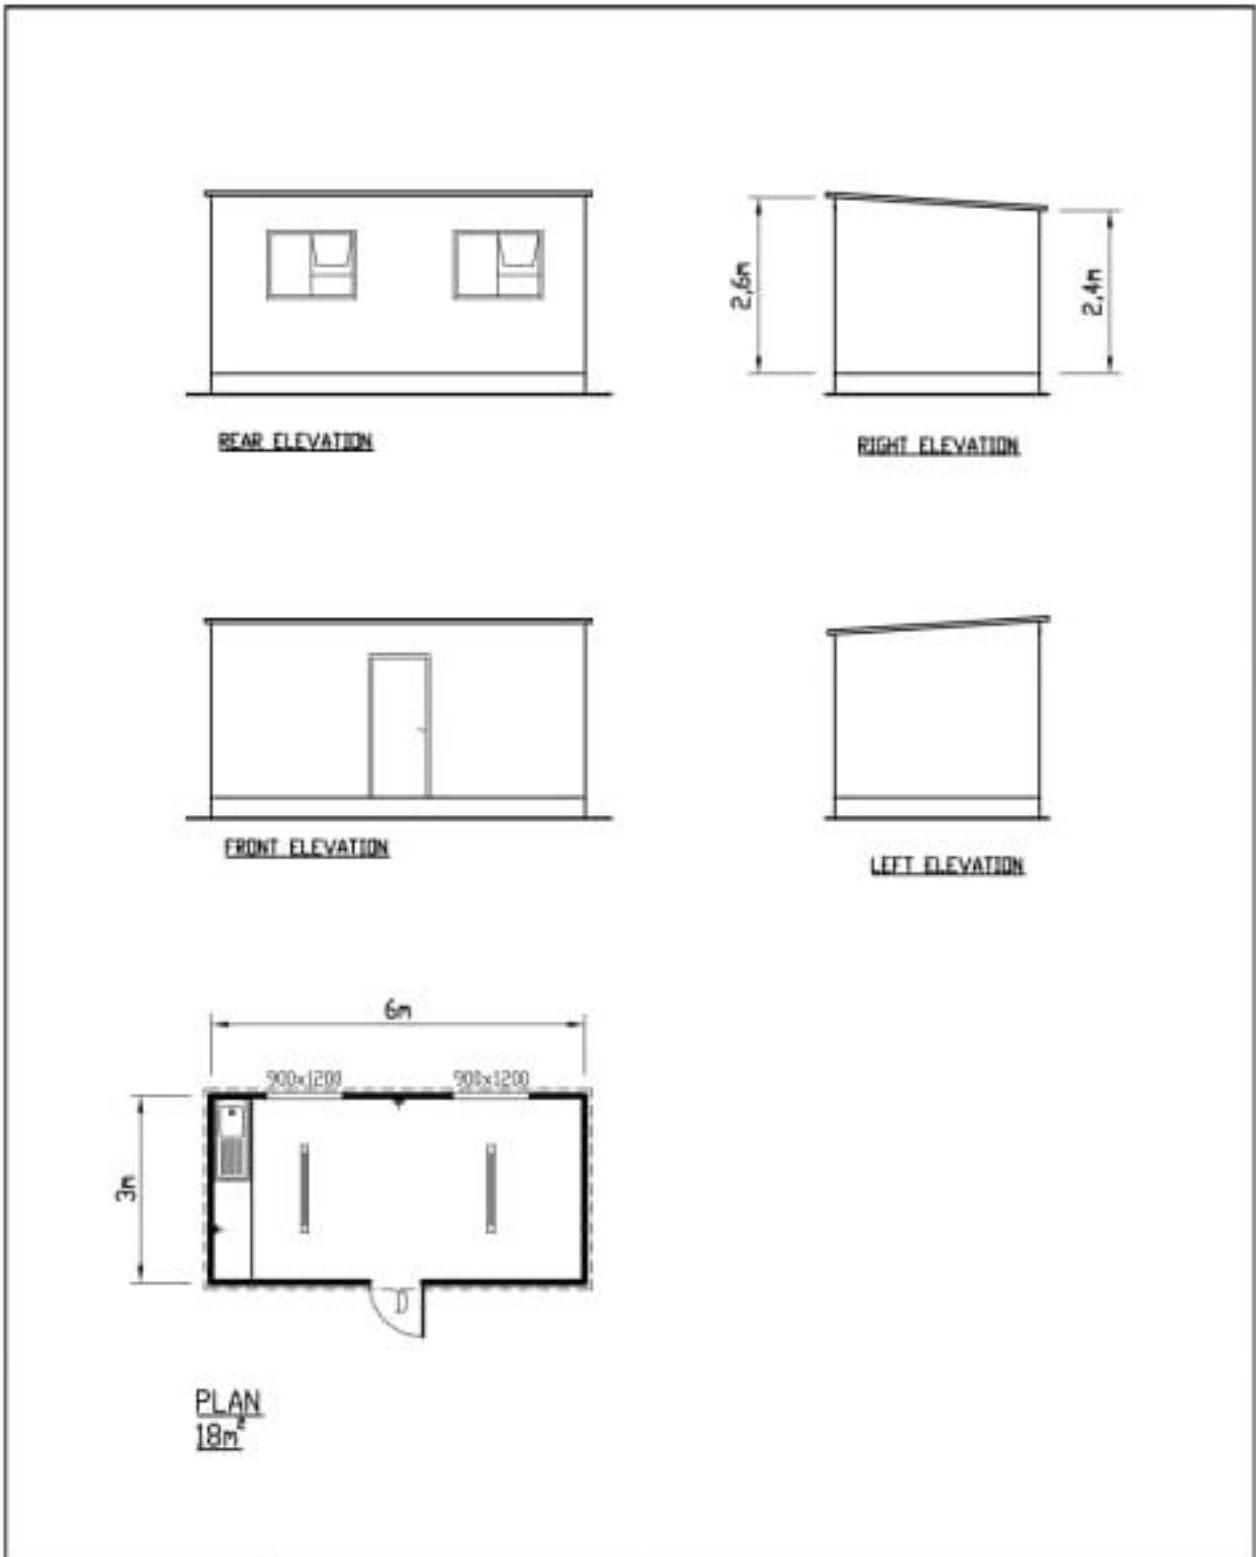 2,6m
2,4m
REAR ELEVATION
RIGHT ELEVATION
FRONT ELEVATION
LEFT ELEVATION
6m
900x1200
900x1200
3m
D
PLAN
18m²